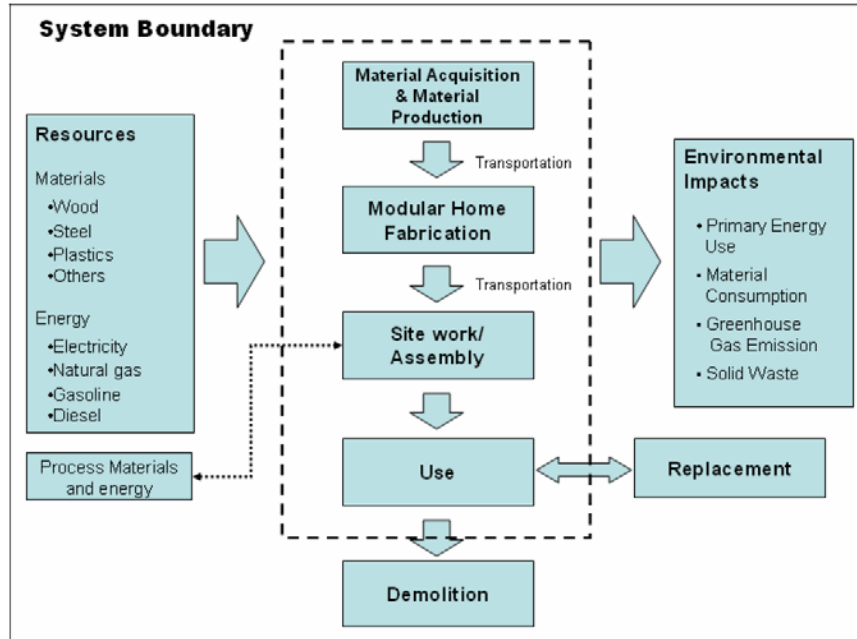 System Boundary
Material Acquisition
& Material
Production
Transportation
Modular Home
Fabrication
Transportation
Site work/
Assembly
Use
Demolition
Resources
Materials
•Wood
•Steel
•Plastics
•Others
Energy
•Electricity
•Natural gas
•Gasoline
•Diesel
Process Materials
and energy
Environmental
Impacts
• Primary Energy
Use
• Material
Consumption
• Greenhouse
Gas Emission
• Solid Waste
Replacement